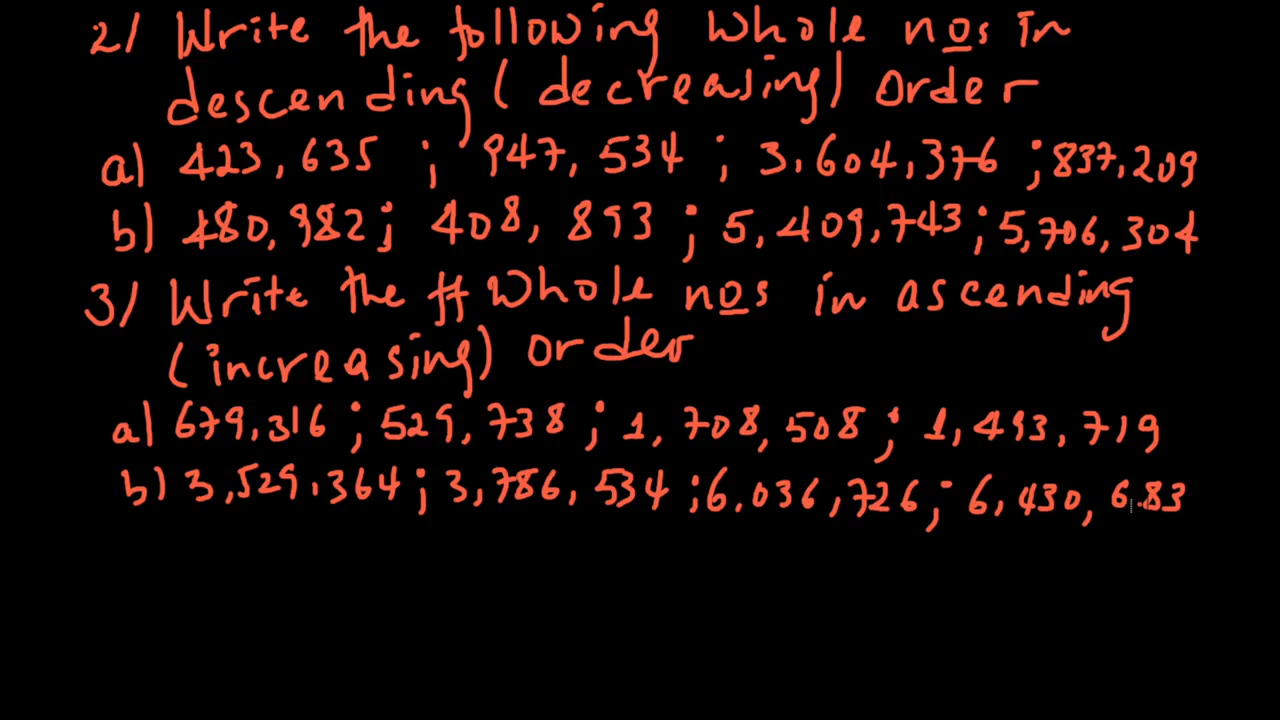 2/ Write the following whole nos in
descending (decreasing) order
a) 423,635 ; 947,534 ; 3,604,376 ; 837,209
b) 480,982; 408,893 ; 5,409,743; 5,706,304
3/ Write the ff whole nos in ascending
(increasing) order
a) 679,316 ; 529,738 ; 1,708,508 ; 1,493,719
b) 3,529,364; 3,786,534 ; 6,036,726; 6,430,683